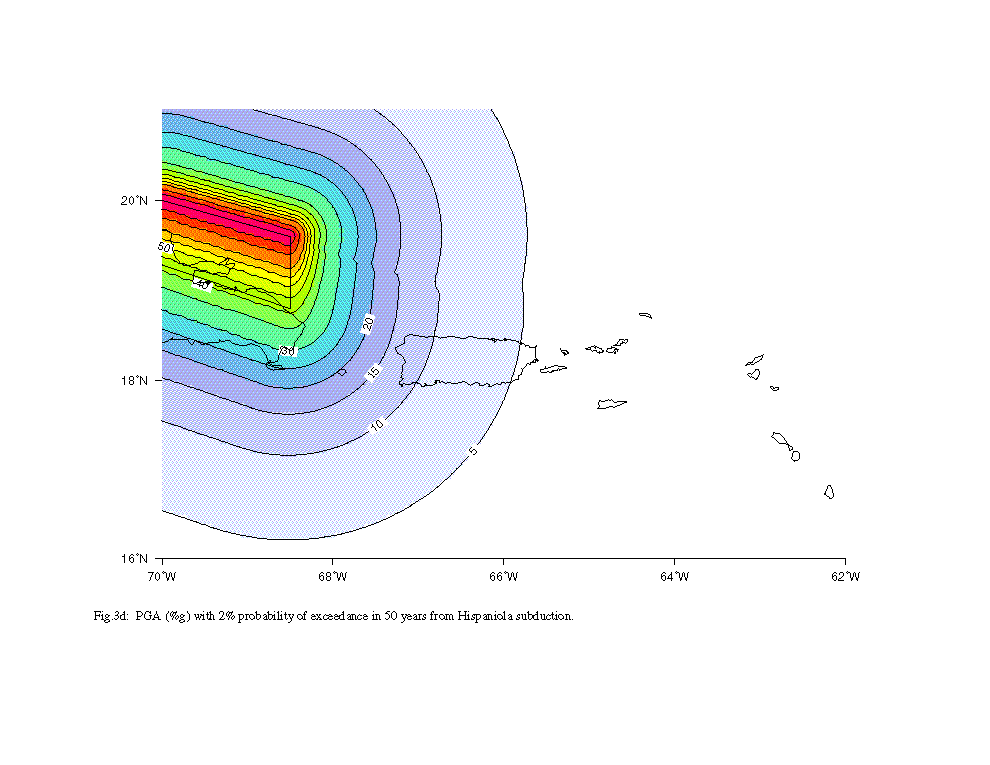 20°N
50
40
20
30
18°N
15
10
5
16°N
70°W 68°W 66°W 64°W 62°W
Fig.3d: PGA (%g) with 2% probability of exceedance in 50 years from Hispaniola subduction.